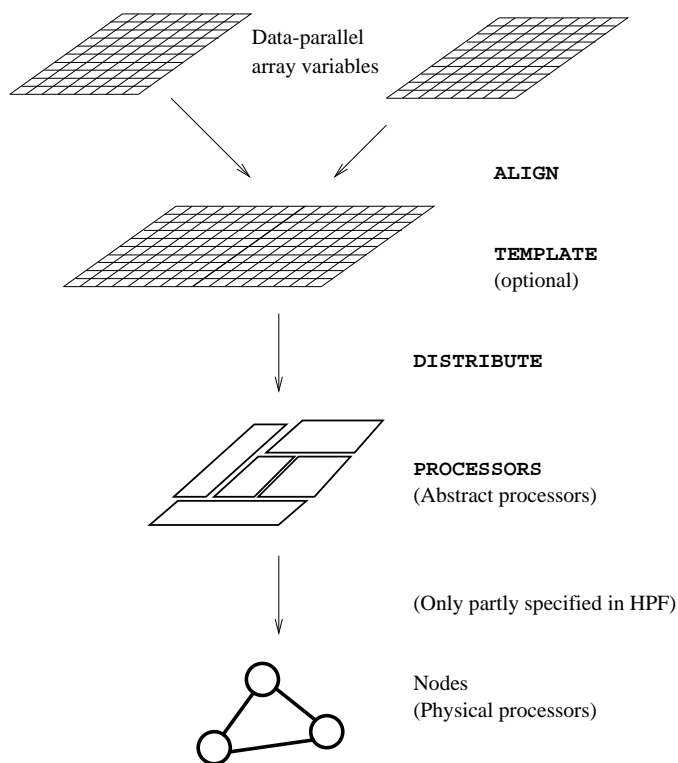 Data-parallel
array variables
ALIGN
TEMPLATE
(optional)
DISTRIBUTE
PROCESSORS
(Abstract processors)
(Only partly specified in HPF)
Nodes
(Physical processors)